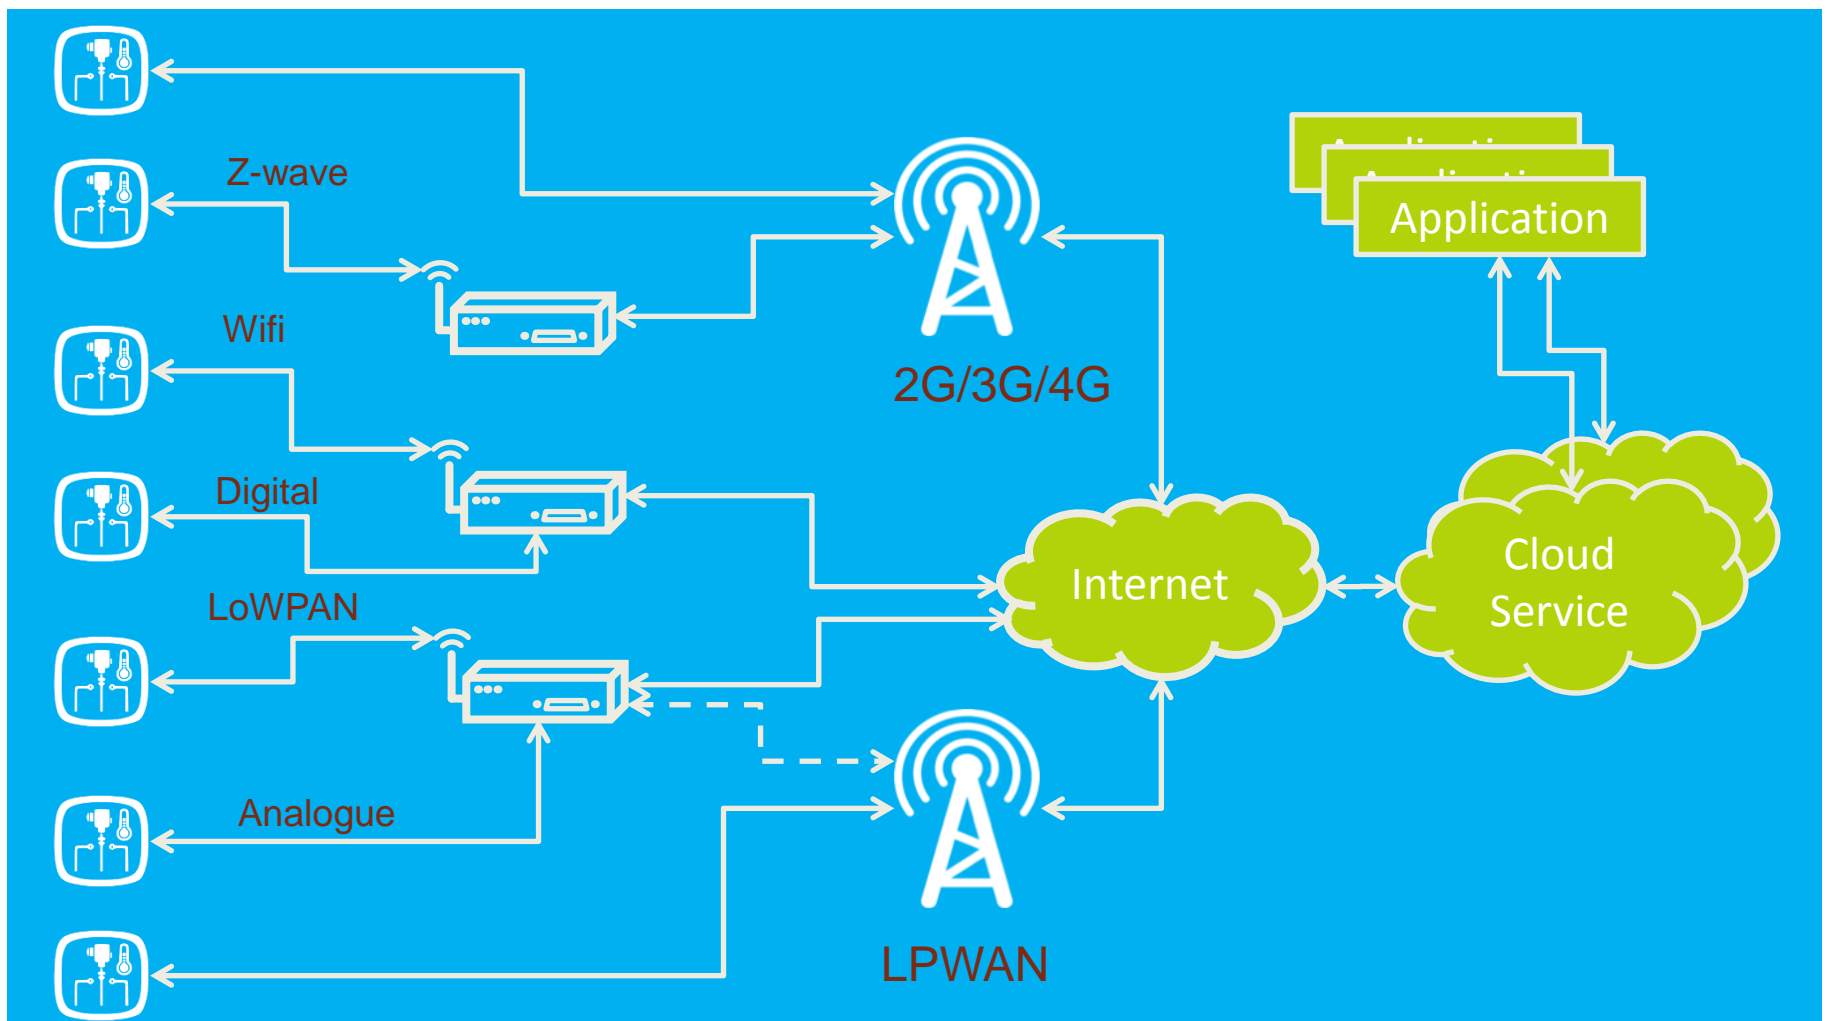 Z-wave
Wifi
Digital
LoWPAN
Analogue
2G/3G/4G
LPWAN
Internet
Application
Cloud
Service